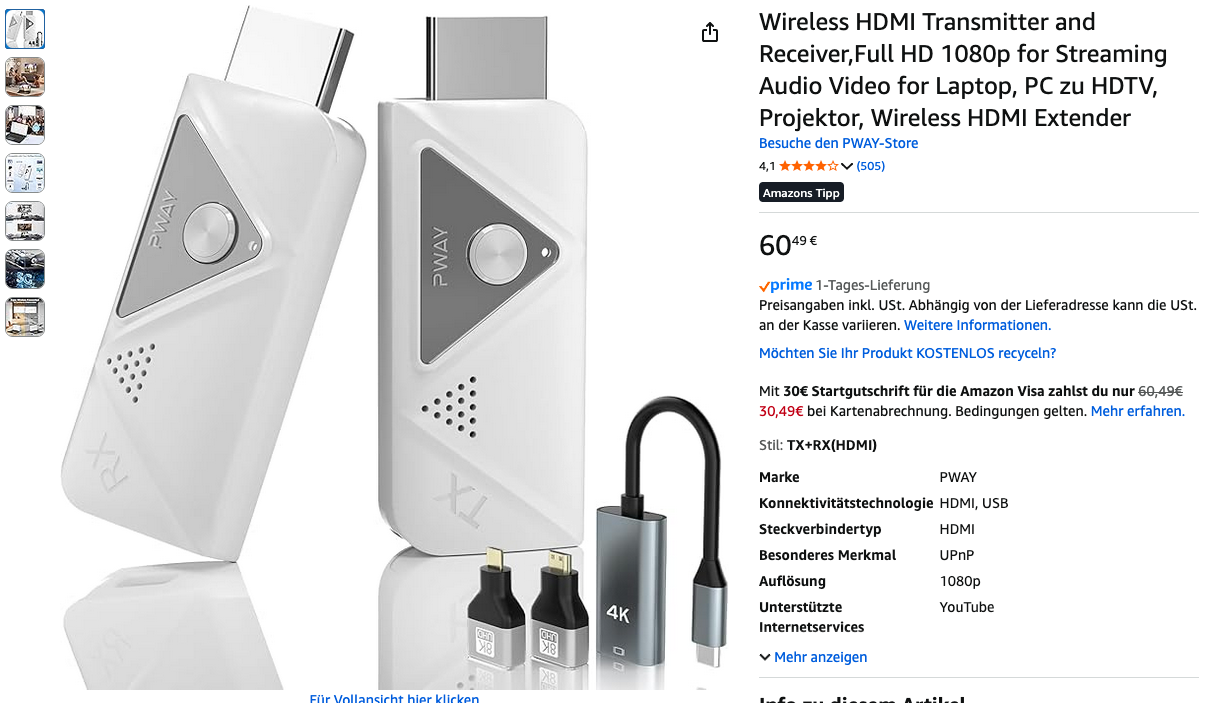 Wireless HDMI Transmitter and
Receiver,Full HD 1080p for Streaming
Audio Video for Laptop, PC zu HDTV,
Projektor, Wireless HDMI Extender
Besuche den PWAY-Store
4,1 (505)
Amazons Tipp
60 49 €
prime 1-Tages-Lieferung
Preisangaben inkl. USt. Abhängig von der Lieferadresse kann die USt.
an der Kasse variieren. Weitere Informationen.
Möchten Sie Ihr Produkt KOSTENLOS recyceln?
Mit 30€ Startgutschrift für die Amazon Visa zahlst du nur 60,49€
30,49€ bei Kartenabrechnung. Bedingungen gelten. Mehr erfahren.
Stil: TX+RX(HDMI)
Marke PWAY
Konnektivitätstechnologie HDMI, USB
Steckverbindertyp HDMI
Besonderes Merkmal UPnP
Auflösung 1080p
Unterstützte YouTube
Internetservices
Mehr anzeigen
Info zu diesem Artikel
PWAY
RX
PWAY
TX
8K
UHD
8K
UHD
4K
Für Vollansicht hier klicken